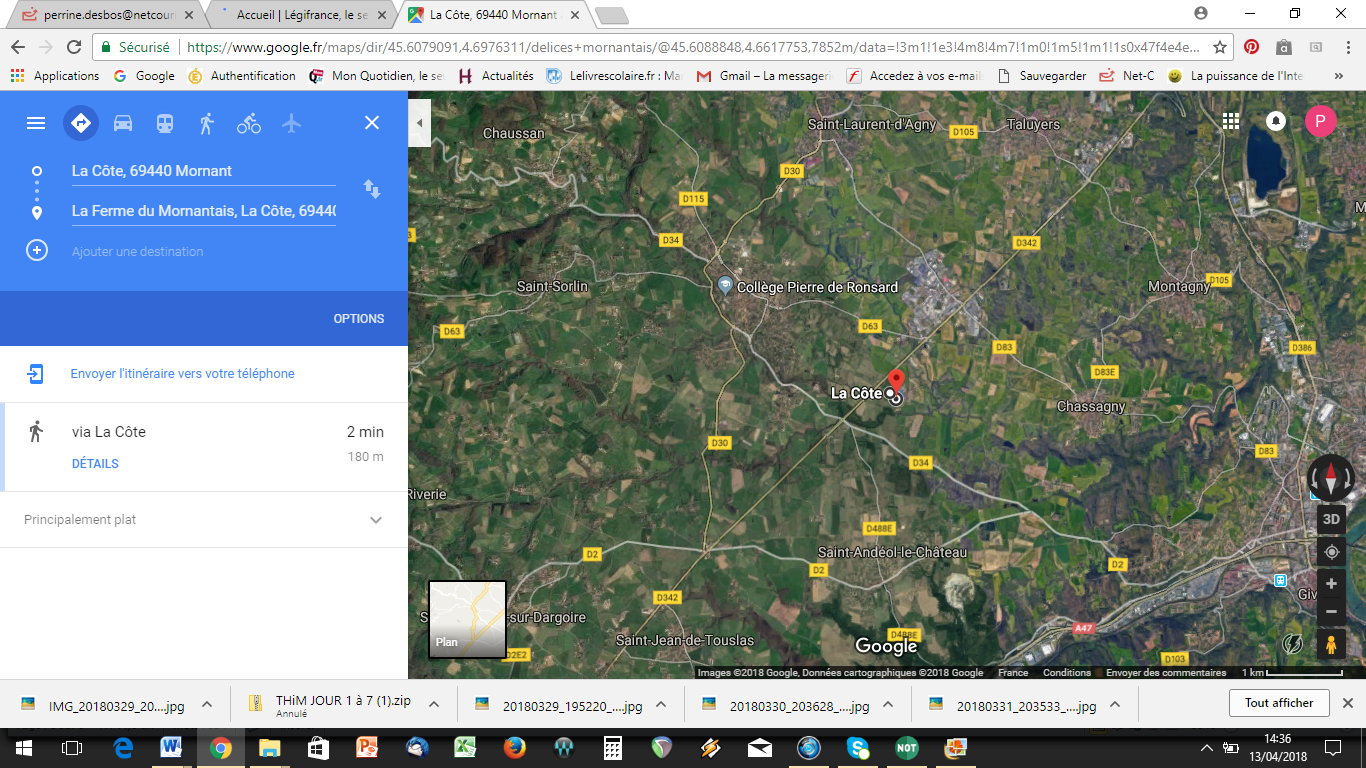 perrine.desbos@netcour
Accueil | Légifrance, le se
La Côte, 69440 Mornant
Sécurisé
https://www.google.fr/maps/dir/45.6079091,4.6976311/delices+mornantais/@45.6088848,4.6617753,7852m/data=!3m1!1e3!4m8!4m7!1m0!1m5!1m1!1s0x47f4e4e...
Applications Google Authentification Mon Quotidien, le se Actualités Lelivrescolaire.fr : Ma Gmail – La messageri Accedez à vos e-mail Sauvegarder Net-C La puissance de l'Inte »
La Côte, 69440 Mornant
La Ferme du Mornantais, La Côte, 6944
Ajouter une destination
OPTIONS
Envoyer l'itinéraire vers votre téléphone
via La Côte 2 min
180 m
DÉTAILS
Principalement plat
Chaussan
Saint-Laurent-d'Agny
D105
Taluyers
P
D30
D115
D34
D342
M
Saint-Sorlin
Collège Pierre de Ronsard
Montagny
D105
D63
D63
D83
D386
D83E
La Côte
Chassagny
D30
D34
D83
Riverie
D488E
3D
D2
Saint-Andéol-le-Château
D2
D2
D342
Giv
-sur-Dargoire
Saint-Jean-de-Touslas
A47
D488E
Plan
D2E2
Google
D103
Images ©2018 Google, Données cartographiques ©2018 Google France Conditions Envoyer des commentaires 1 km
IMG_20180329_20....jpg
THiM JOUR 1 à 7 (1).zip
Annulé
20180329_195220_....jpg
20180330_203628_....jpg
20180331_203533_....jpg
Tout afficher
NOT
14:36
13/04/2018